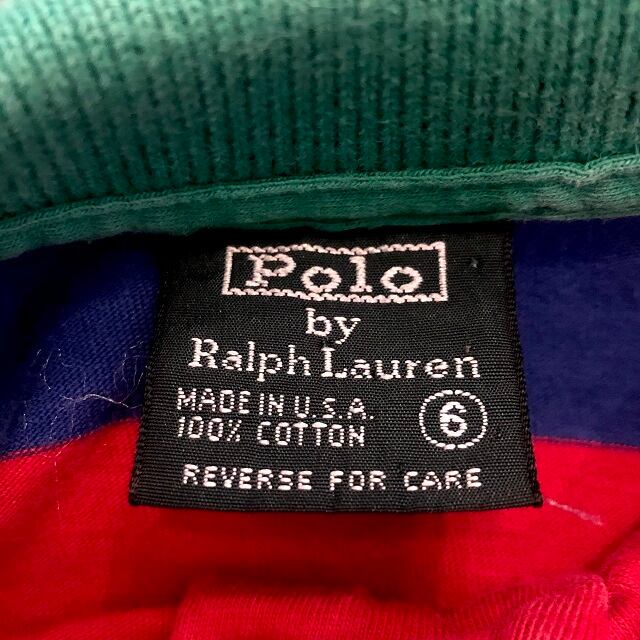 Polo
by
Ralph Lauren
MADE IN U.S.A.
100% COTTON
6
REVERSE FOR CARE